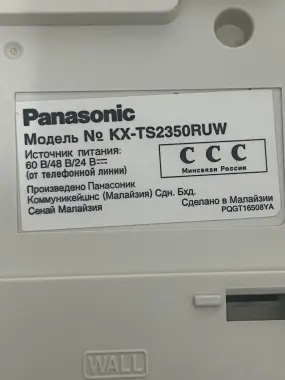 Panasonic
Модель № KX-TS2350RUW
Источник питания:
60 В/48 В/24 В⎓
(от телефонной линии)
ССС
Минсвязи России
Произведено Панасоник
Коммуникейшнс (Малайзия) Сдн. Бхд.
Сенай Малайзия
Сделано в Малайзии
PQGT16508YA
WALL